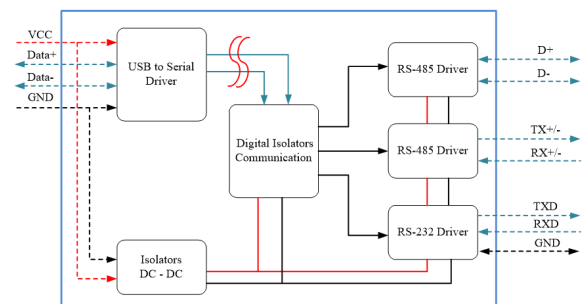 VCC
Data+
Data-
GND
USB to Serial
Driver
Digital Isolators
Communication
Isolators
DC - DC
RS-485 Driver
RS-485 Driver
RS-232 Driver
D+
D-
TX+/-
RX+/-
TXD
RXD
GND